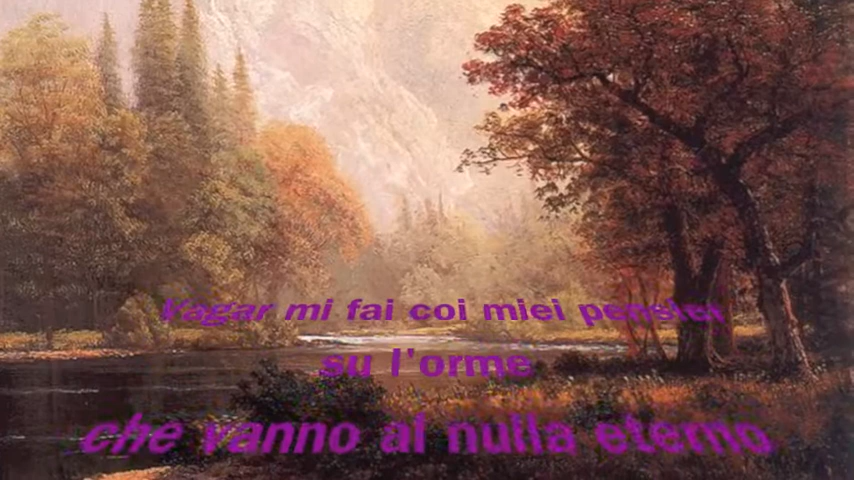 Vagar mi fai coi miei pensier
su l'orme
che vanno al nulla eterno